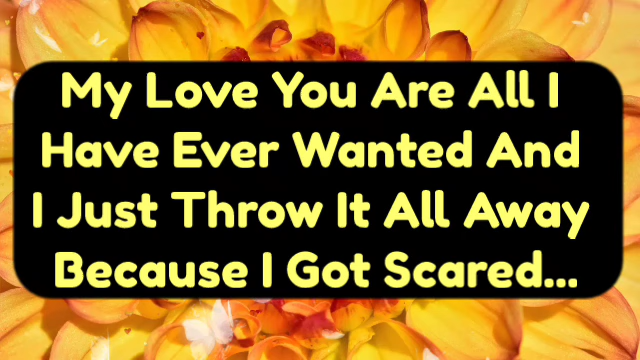 My Love You Are All I
Have Ever Wanted And
I Just Throw It All Away
Because I Got Scared...